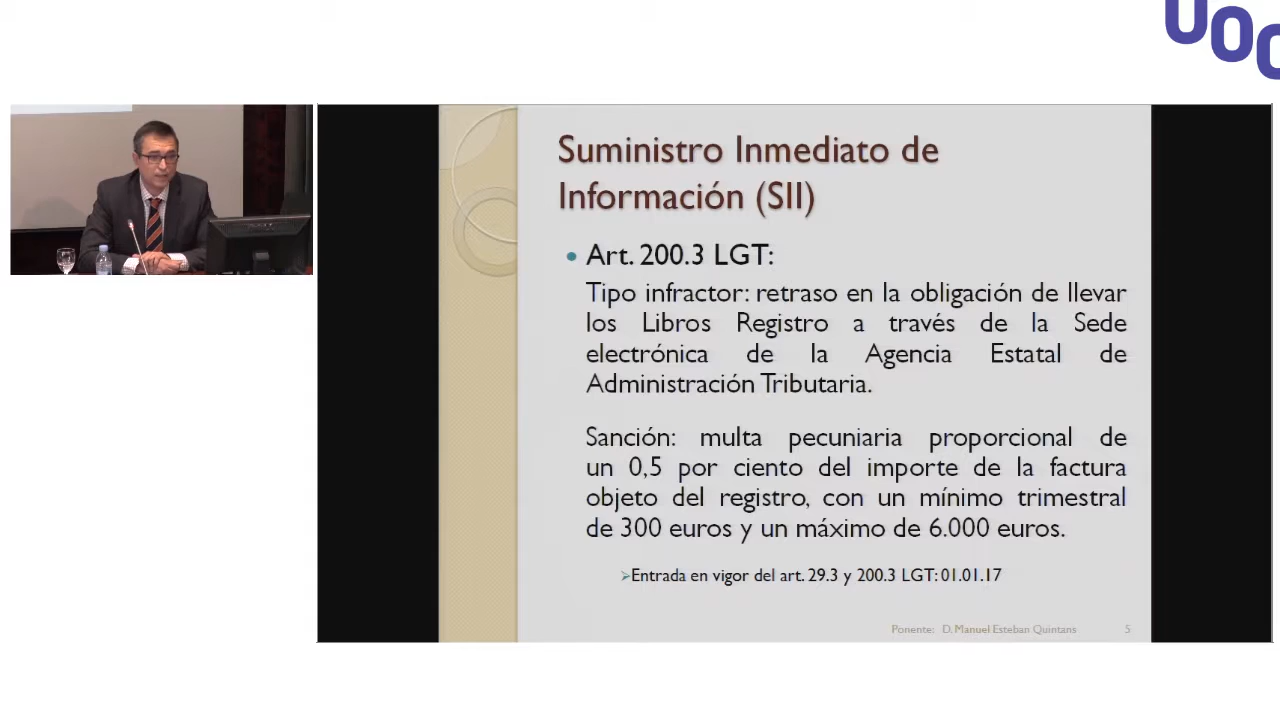 UOC
Suministro Inmediato de
Información (SII)
• Art. 200.3 LGT:
Tipo infractor: retraso en la obligación de llevar
los Libros Registro a través de la Sede
electrónica de la Agencia Estatal de
Administración Tributaria.
Sanción: multa pecuniaria proporcional de
un 0,5 por ciento del importe de la factura
objeto del registro, con un mínimo trimestral
de 300 euros y un máximo de 6.000 euros.
➢Entrada en vigor del art. 29.3 y 200.3 LGT: 01.01.17
Ponente: D. Manuel Esteban Quintans 5